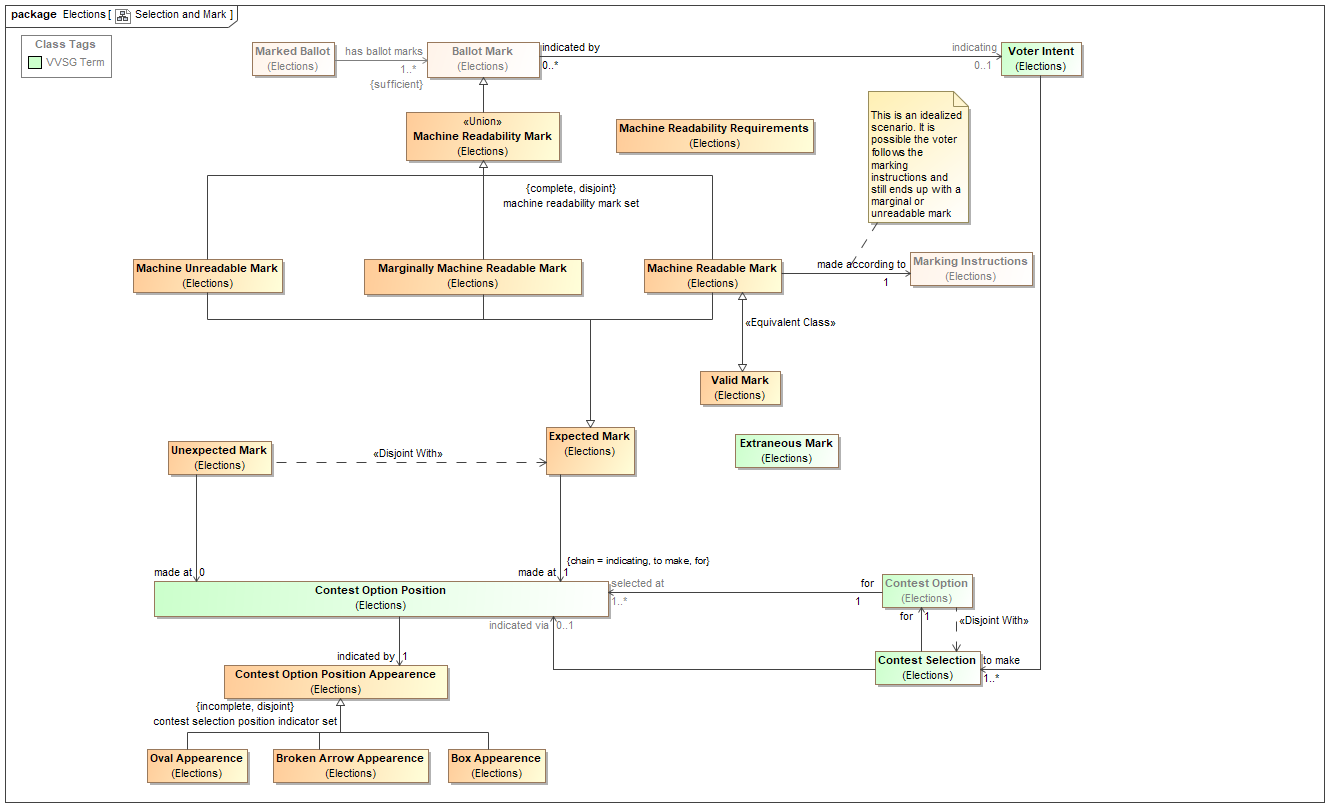 package Elections [ Selection and Mark ]
Class Tags
VVSG Term
Marked Ballot
(Elections)
has ballot marks
1..*
{sufficient}
Ballot Mark
(Elections)
indicated by
0..*
indicating
0..1
Voter Intent
(Elections)
«Union»
Machine Readability Mark
(Elections)
Machine Readability Requirements
(Elections)
This is an idealized
scenario. It is
possible the voter
follows the
marking
instructions and
still ends up with a
marginal or
unreadable mark
{complete, disjoint}
machine readability mark set
Machine Unreadable Mark
(Elections)
Marginally Machine Readable Mark
(Elections)
Machine Readable Mark
(Elections)
made according to
1
Marking Instructions
(Elections)
«Equivalent Class»
Valid Mark
(Elections)
Unexpected Mark
(Elections)
«Disjoint With»
Expected Mark
(Elections)
Extraneous Mark
(Elections)
made at
0
made at
1
{chain = indicating, to make, for}
Contest Option Position
(Elections)
selected at
1..*
for
1
Contest Option
(Elections)
indicated via
0..1
for
1
«Disjoint With»
Contest Selection
(Elections)
to make
1..*
indicated by
1
Contest Option Position Appearence
(Elections)
{incomplete, disjoint}
contest selection position indicator set
Oval Appearence
(Elections)
Broken Arrow Appearence
(Elections)
Box Appearence
(Elections)